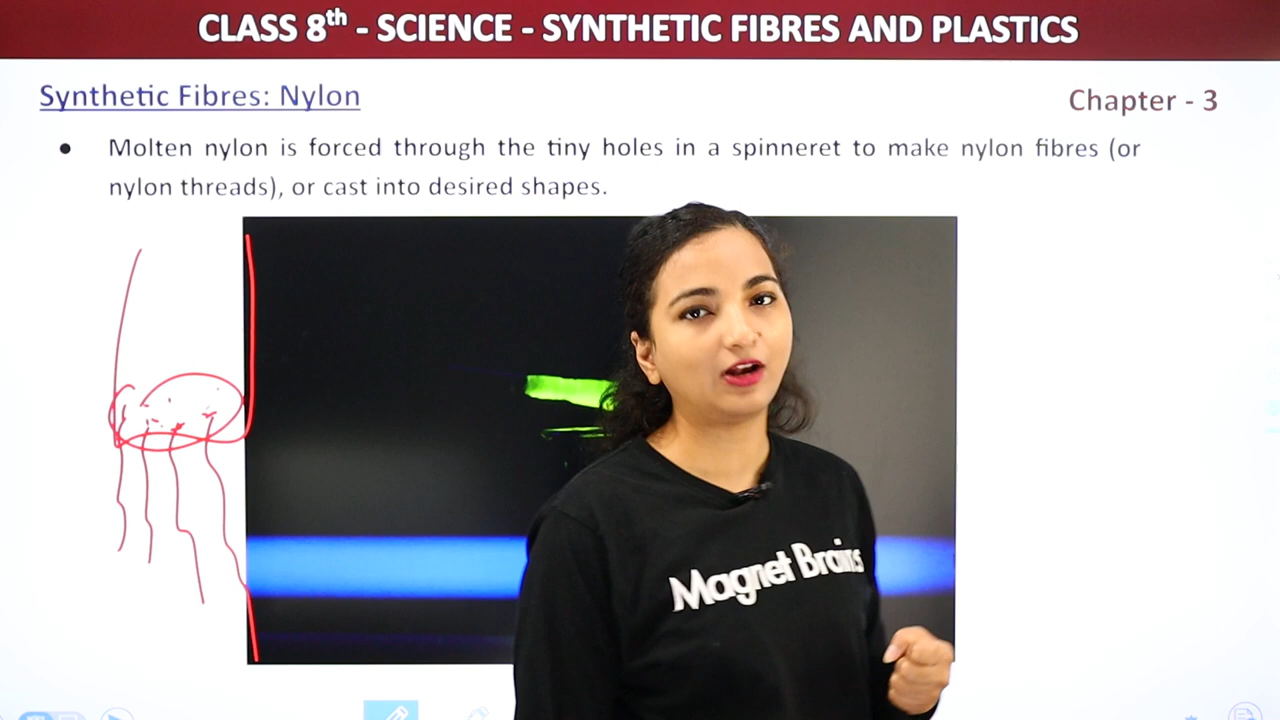 CLASS 8th - SCIENCE - SYNTHETIC FIBRES AND PLASTICS
Synthetic Fibres: Nylon
Chapter - 3
● Molten nylon is forced through the tiny holes in a spinneret to make nylon fibres (or
nylon threads), or cast into desired shapes.
Magnet Brains